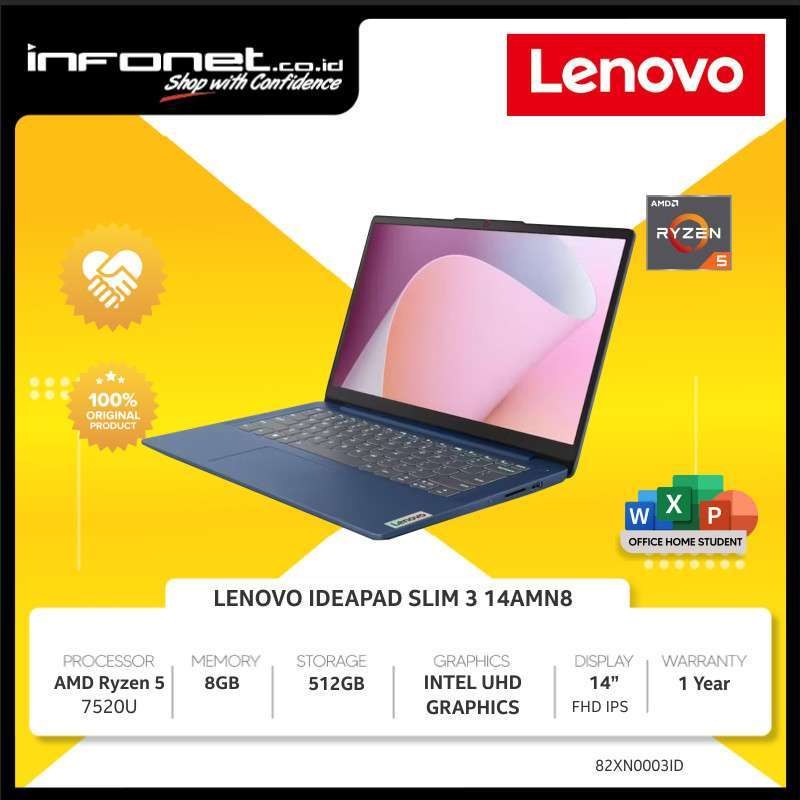 infonet.co.id
Shop with Confidence
Lenovo
AMD
RYZEN
5
100%
ORIGINAL
PRODUCT
Lenovo
W X P
OFFICE HOME STUDENT
LENOVO IDEAPAD SLIM 3 14AMN8
PROCESSOR
AMD Ryzen 5
7520U
MEMORY
8GB
STORAGE
512GB
GRAPHICS
INTEL UHD
GRAPHICS
DISPLAY
14”
FHD IPS
WARRANTY
1 Year
82XN0003ID